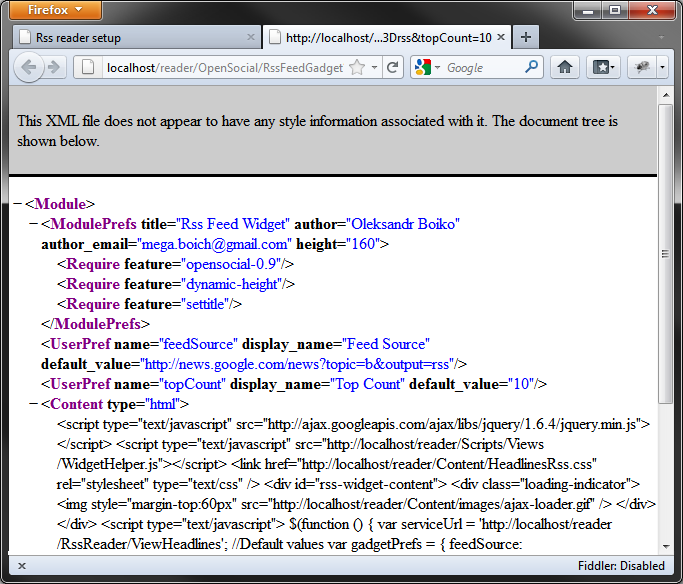 Firefox
Rss reader setup
http://localhost/...3Drss&topCount=10
localhost/reader/OpenSocial/RssFeedGadget
Google
This XML file does not appear to have any style information associated with it. The document tree is
shown below.
<Module>
<ModulePrefs title="Rss Feed Widget" author="Oleksandr Boiko"
author_email="mega.boich@gmail.com" height="160">
<Require feature="opensocial-0.9"/>
<Require feature="dynamic-height"/>
<Require feature="settitle"/>
</ModulePrefs>
<UserPref name="feedSource" display_name="Feed Source"
default_value="http://news.google.com/news?topic=b&output=rss"/>
<UserPref name="topCount" display_name="Top Count" default_value="10"/>
<Content type="html">
<script type="text/javascript" src="http://ajax.googleapis.com/ajax/libs/jquery/1.6.4/jquery.min.js">
</script> <script type="text/javascript" src="http://localhost/reader/Scripts/Views
/WidgetHelper.js"></script> <link href="http://localhost/reader/Content/HeadlinesRss.css"
rel="stylesheet" type="text/css" /> <div id="rss-widget-content"> <div class="loading-indicator">
<img style="margin-top:60px" src="http://localhost/reader/Content/images/ajax-loader.gif" /> </div>
</div> <script type="text/javascript"> $(function () { var serviceUrl = 'http://localhost/reader
/RssReader/ViewHeadlines'; //Default values var gadgetPrefs = { feedSource:
Fiddler: Disabled